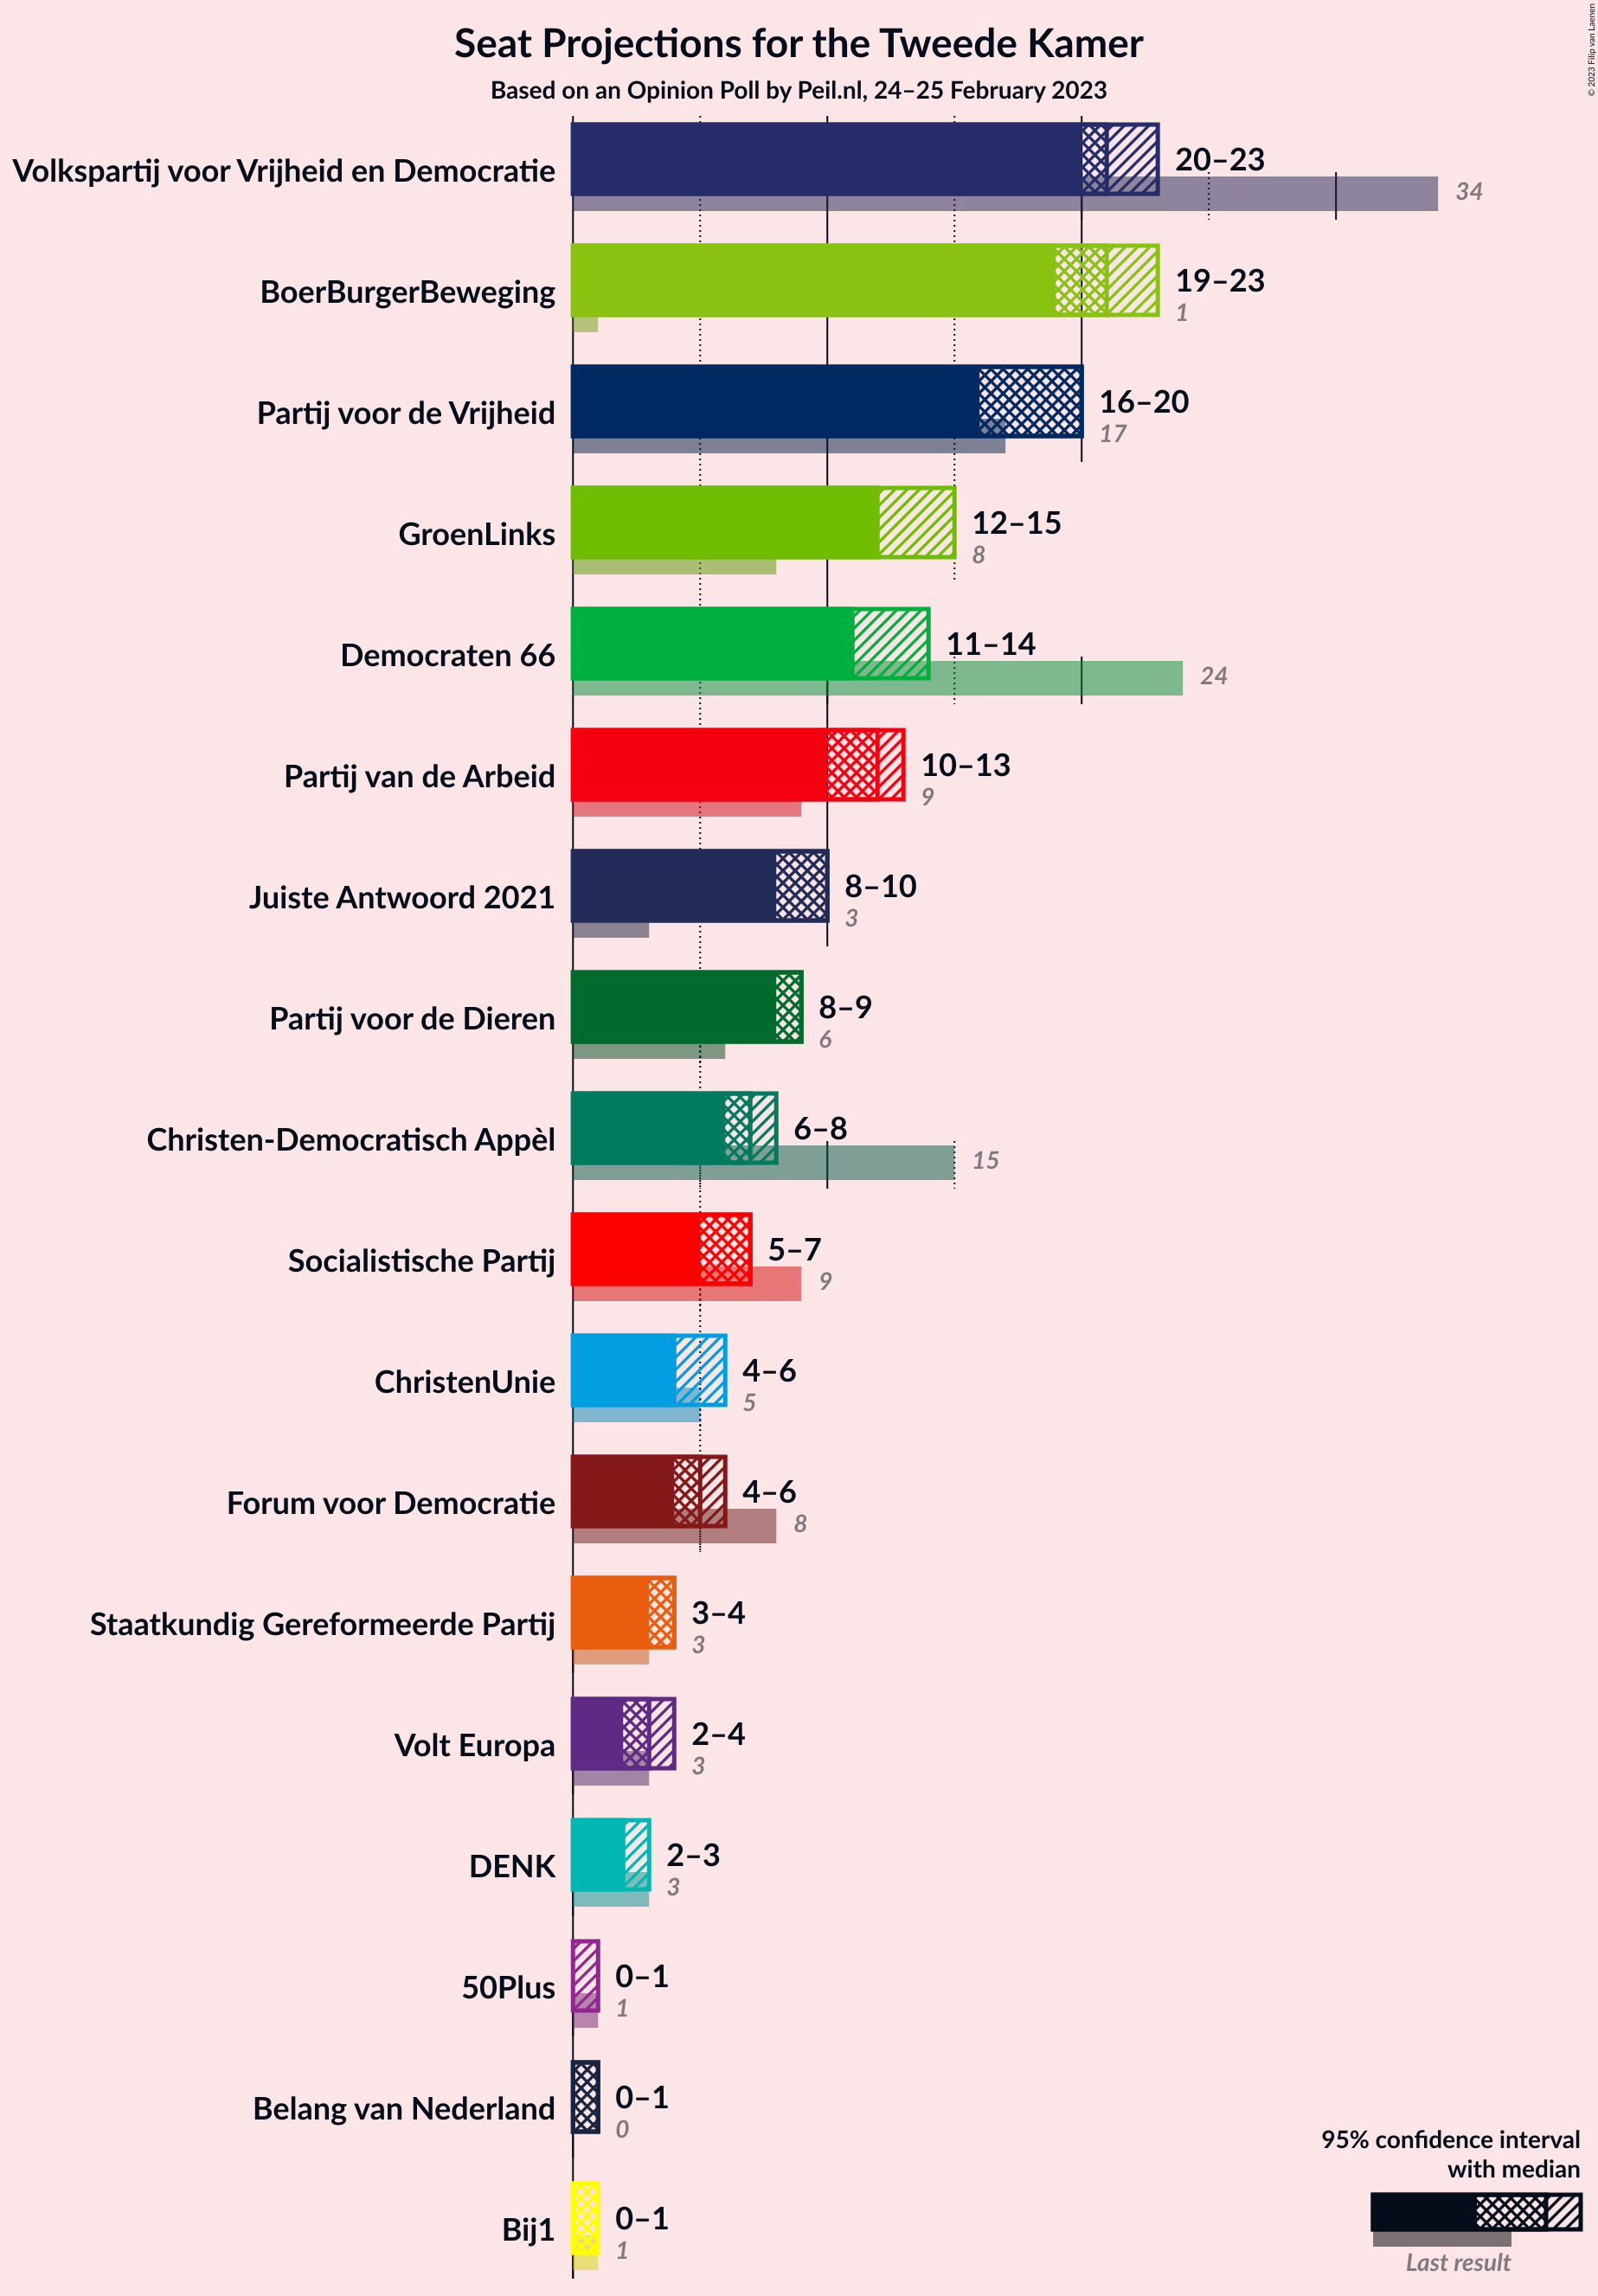 Seat Projections for the Tweede Kamer
Based on an Opinion Poll by Peil.nl, 24–25 February 2023
© 2023 Filip van Laenen
Volkspartij voor Vrijheid en Democratie
20–23
34
BoerBurgerBeweging
19–23
1
Partij voor de Vrijheid
16–20
17
GroenLinks
12–15
8
Democraten 66
11–14
24
Partij van de Arbeid
10–13
9
Juiste Antwoord 2021
8–10
3
Partij voor de Dieren
8–9
6
Christen-Democratisch Appèl
6–8
15
Socialistische Partij
5–7
9
ChristenUnie
4–6
5
Forum voor Democratie
4–6
8
Staatkundig Gereformeerde Partij
3–4
3
Volt Europa
2–4
3
DENK
2–3
3
50Plus
0–1
1
Belang van Nederland
0–1
0
Bij1
0–1
1
95% confidence interval
with median
Last result